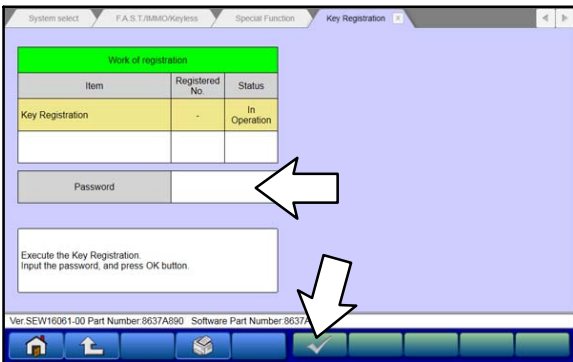 System select
F.A.S.T./IMMO/Keyless
Special Function
Key Registration
Work of registration
Item
Registered
No.
Status
Key Registration
-
In
Operation
Password
Execute the Key Registration.
Input the password, and press OK button.
Ver.SEW16061-00 Part Number:8637A890 Software Part Number:8637A